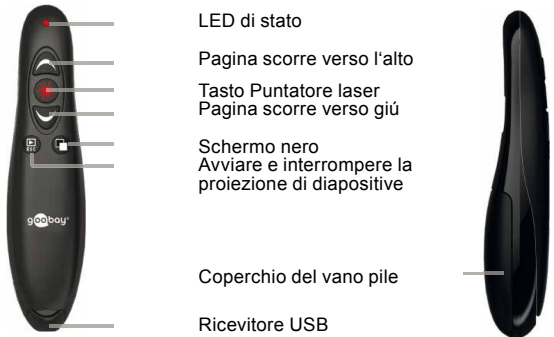 LED di stato
Pagina scorre verso l‘alto
Tasto Puntatore laser
Pagina scorre verso giú
ESC
Schermo nero
Avviare e interrompere la
proiezione di diapositive
goobay®
Coperchio del vano pile
Ricevitore USB